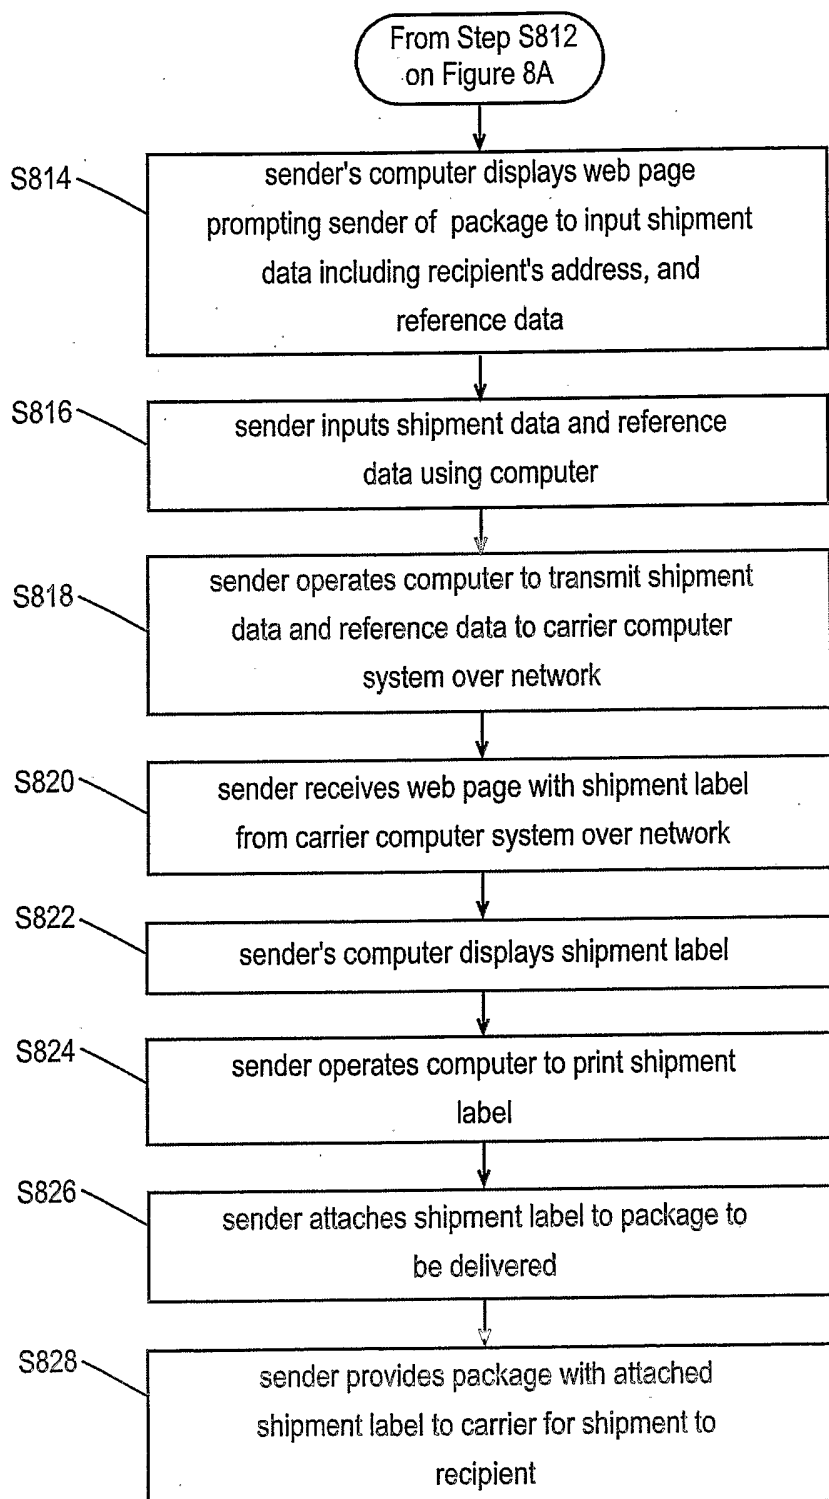 From Step S812
on Figure 8A
S814
sender's computer displays web page
prompting sender of package to input shipment
data including recipient's address, and
reference data
S816
sender inputs shipment data and reference
data using computer
S818
sender operates computer to transmit shipment
data and reference data to carrier computer
system over network
S820
sender receives web page with shipment label
from carrier computer system over network
S822
sender's computer displays shipment label
S824
sender operates computer to print shipment
label
S826
sender attaches shipment label to package to
be delivered
S828
sender provides package with attached
shipment label to carrier for shipment to
recipient